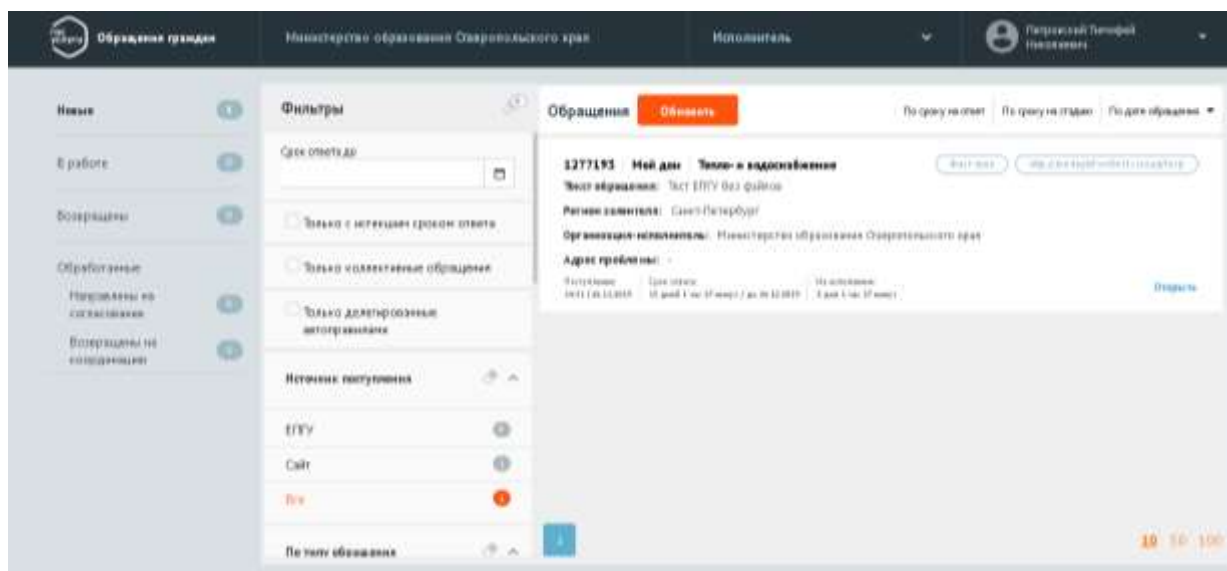 Обращения граждан
Министерство образования Ставропольского края
Исполнитель
Новые
Фильтры
Обращения
Обновить
По сроку на ответ
По сроку на стадию
По дате обращения
В работе
Срок ответа до
1277193 Мой дом Тепло- и водоснабжение
Текст обращения: Тест ЕПГУ без файлов
Возвращены
Регион заявителя: Санкт-Петербург
Только с истекшим сроком ответа
Организация-исполнитель: Министерство образования Ставропольского края
Адрес проблемы: -
Обработанные
Только коллективные обращения
Направлены на
согласование
Поступление
Срок ответа
На исполнении
Открыть
Только делегированные
автоправилами
Возвращены на
координацию
Источник поступления
ЕПГУ
Сайт
Все
По типу обращения
1
10 50 100